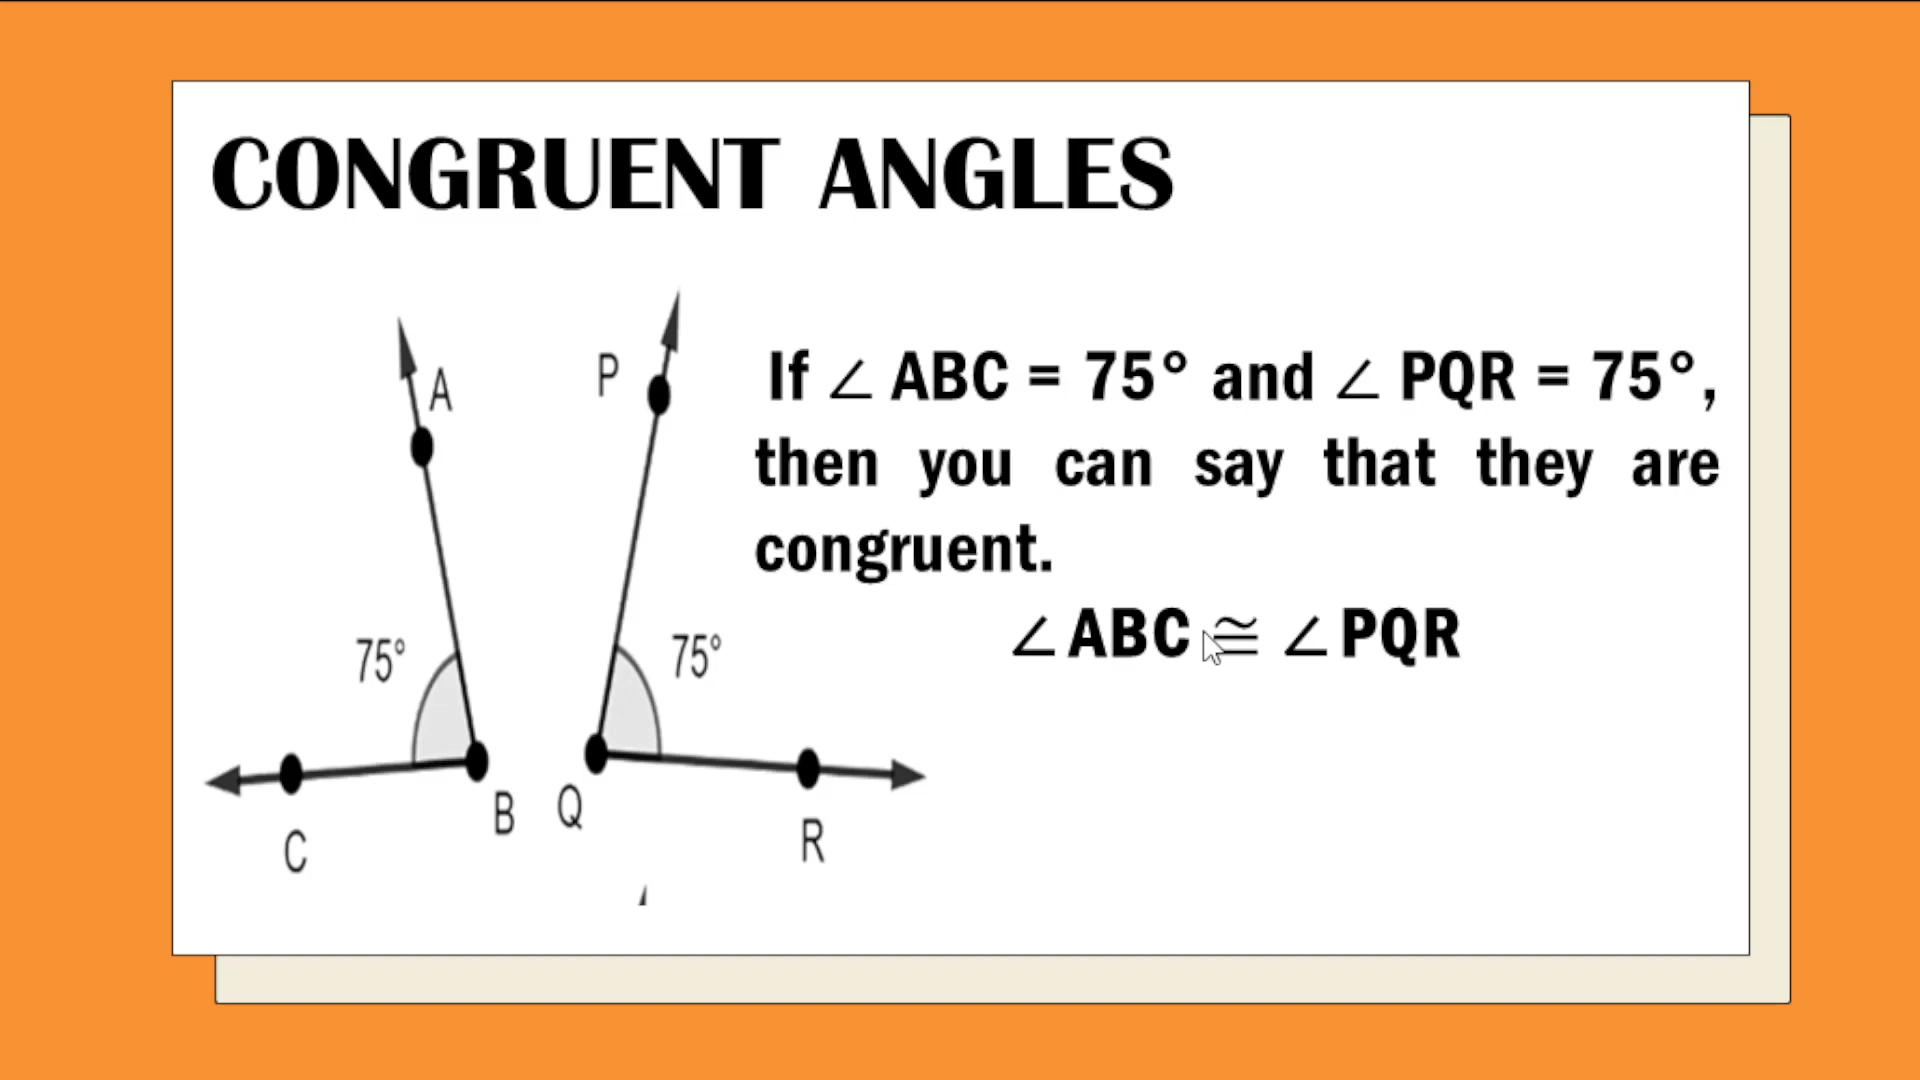 CONGRUENT ANGLES
If ∠ ABC = 75° and ∠ PQR = 75°,
then you can say that they are
congruent.
∠ABC ≅ ∠PQR
A
P
75°
75°
B
Q
C
R